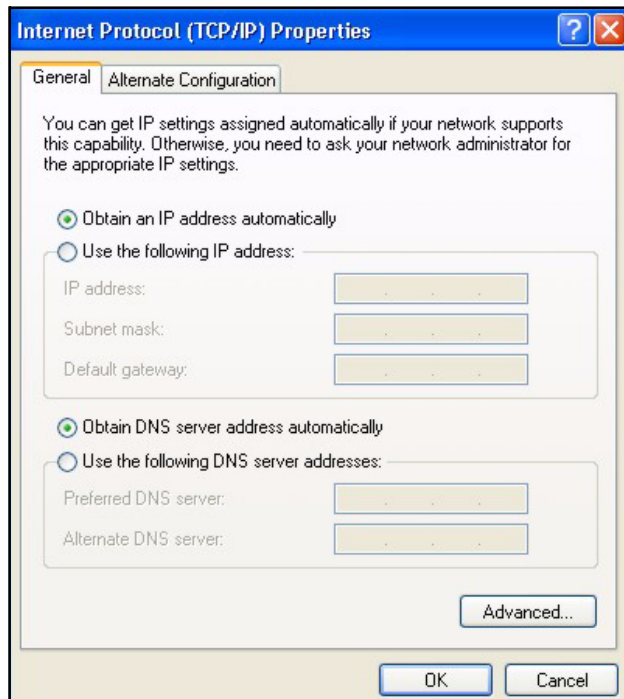 Internet Protocol (TCP/IP) Properties
General Alternate Configuration
You can get IP settings assigned automatically if your network supports
this capability. Otherwise, you need to ask your network administrator for
the appropriate IP settings.
Obtain an IP address automatically
Use the following IP address:
IP address:
Subnet mask:
Default gateway:
Obtain DNS server address automatically
Use the following DNS server addresses:
Preferred DNS server:
Alternate DNS server:
Advanced...
OK Cancel